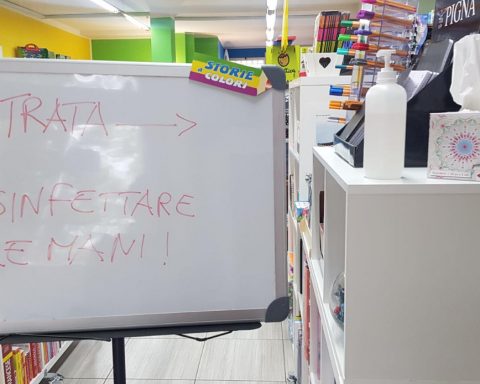 TRATA →
SINFETTARE
LE MANI!
STORIE
a
COLORI
PIGNA